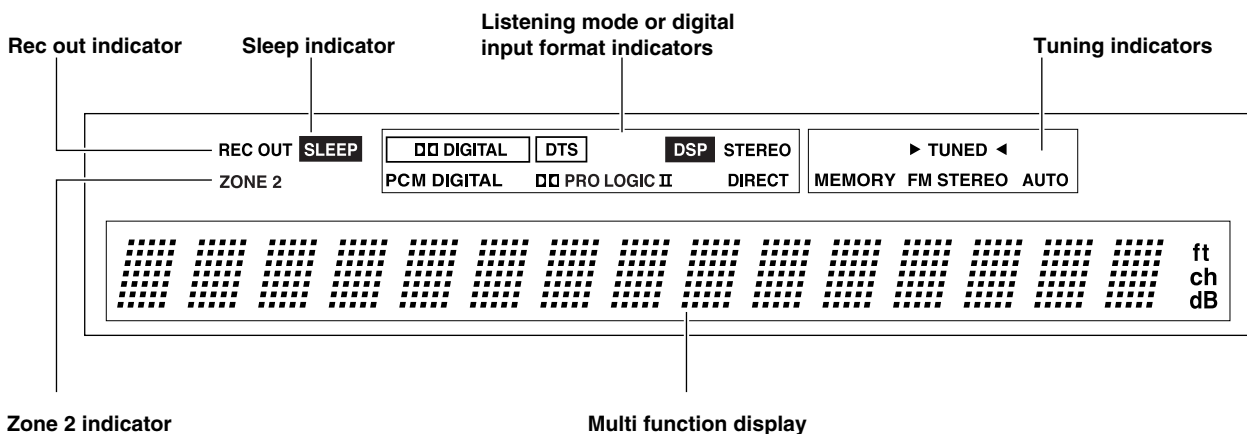 Listening mode or digital
input format indicators
Rec out indicator
Sleep indicator
Tuning indicators
REC OUT SLEEP
DIGITAL DTS DSP STEREO
► TUNED ◄
ZONE 2
PCM DIGITAL PRO LOGIC II DIRECT
MEMORY FM STEREO AUTO
ft
ch
dB
Zone 2 indicator
Multi function display